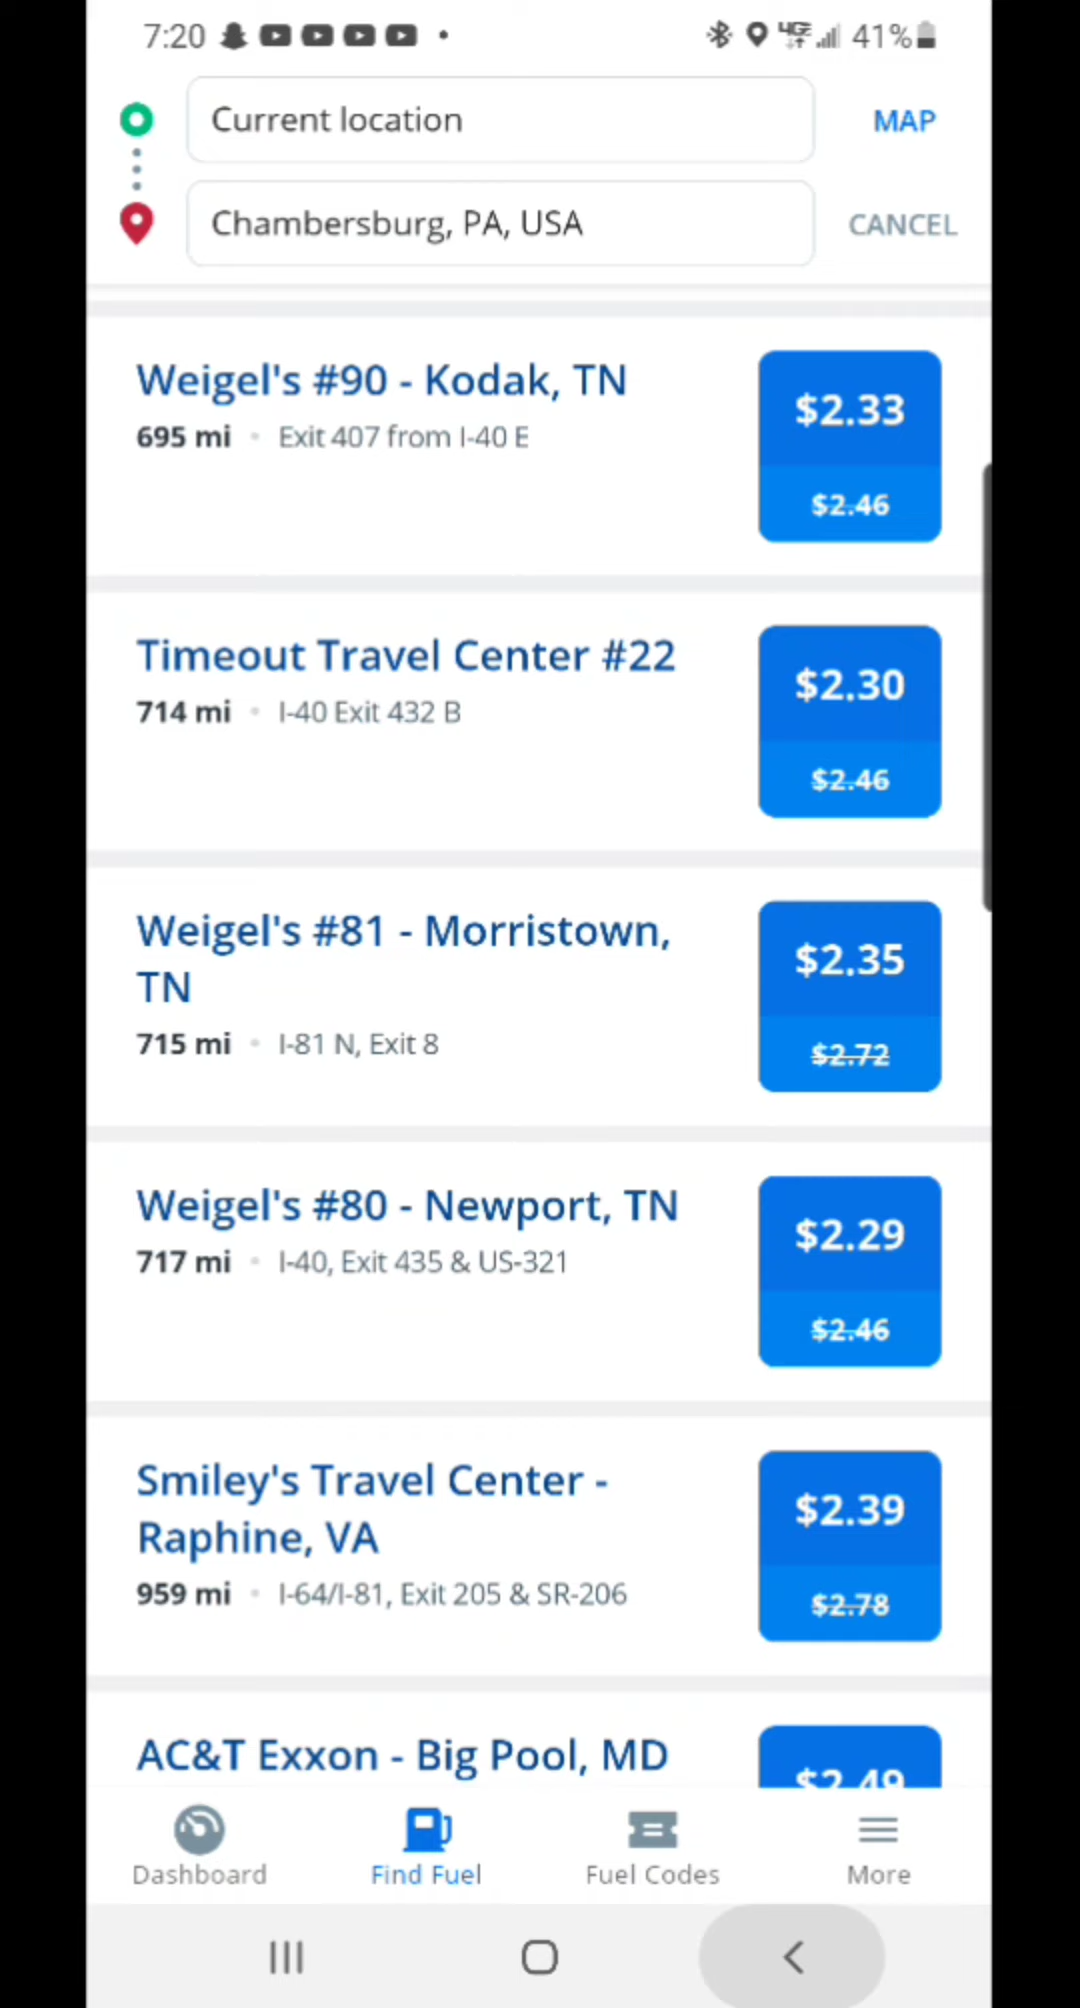 7:20 41%
Current location MAP
Chambersburg, PA, USA CANCEL
Weigel's #90 - Kodak, TN
$2.33
695 mi • Exit 407 from I-40 E
$2.46
Timeout Travel Center #22
$2.30
714 mi • I-40 Exit 432 B
$2.46
Weigel's #81 - Morristown,
TN
$2.35
715 mi • I-81 N, Exit 8
$2.72
Weigel's #80 - Newport, TN
$2.29
717 mi • I-40, Exit 435 & US-321
$2.46
Smiley's Travel Center -
Raphine, VA
$2.39
959 mi • I-64/I-81, Exit 205 & SR-206
$2.78
AC&T Exxon - Big Pool, MD
$2.49
Dashboard Find Fuel Fuel Codes More